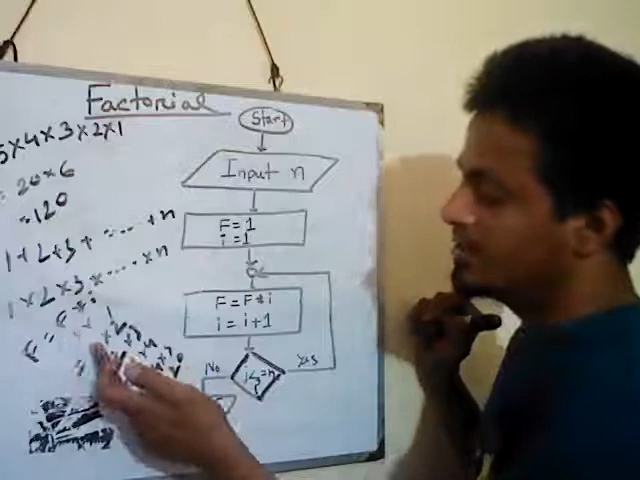 Factorial
5×4×3×2×1
= 20×6
=120
1+2+3+ ...... +n
1×2×3×......×n
Start
Input n
F=1
i=1
F=F*i
i=i+1
i<=n
No
Yes